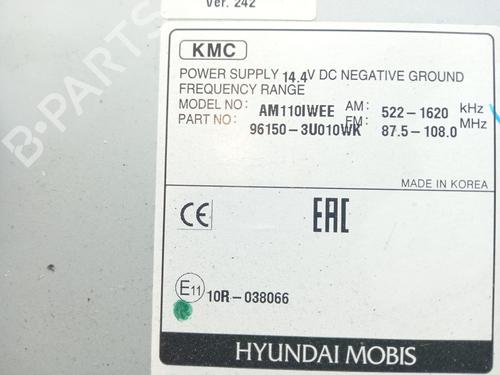 Ver. 242
KMC
POWER SUPPLY 14.4V DC NEGATIVE GROUND
FREQUENCY RANGE
MODEL NO: AM110IWEE AM: 522-1620 kHz
PART NO: 96150-3U010WK FM: 87.5-108.0 MHz
MADE IN KOREA
CE EAC
E11 10R-038066
HYUNDAI MOBIS
B-PARTS